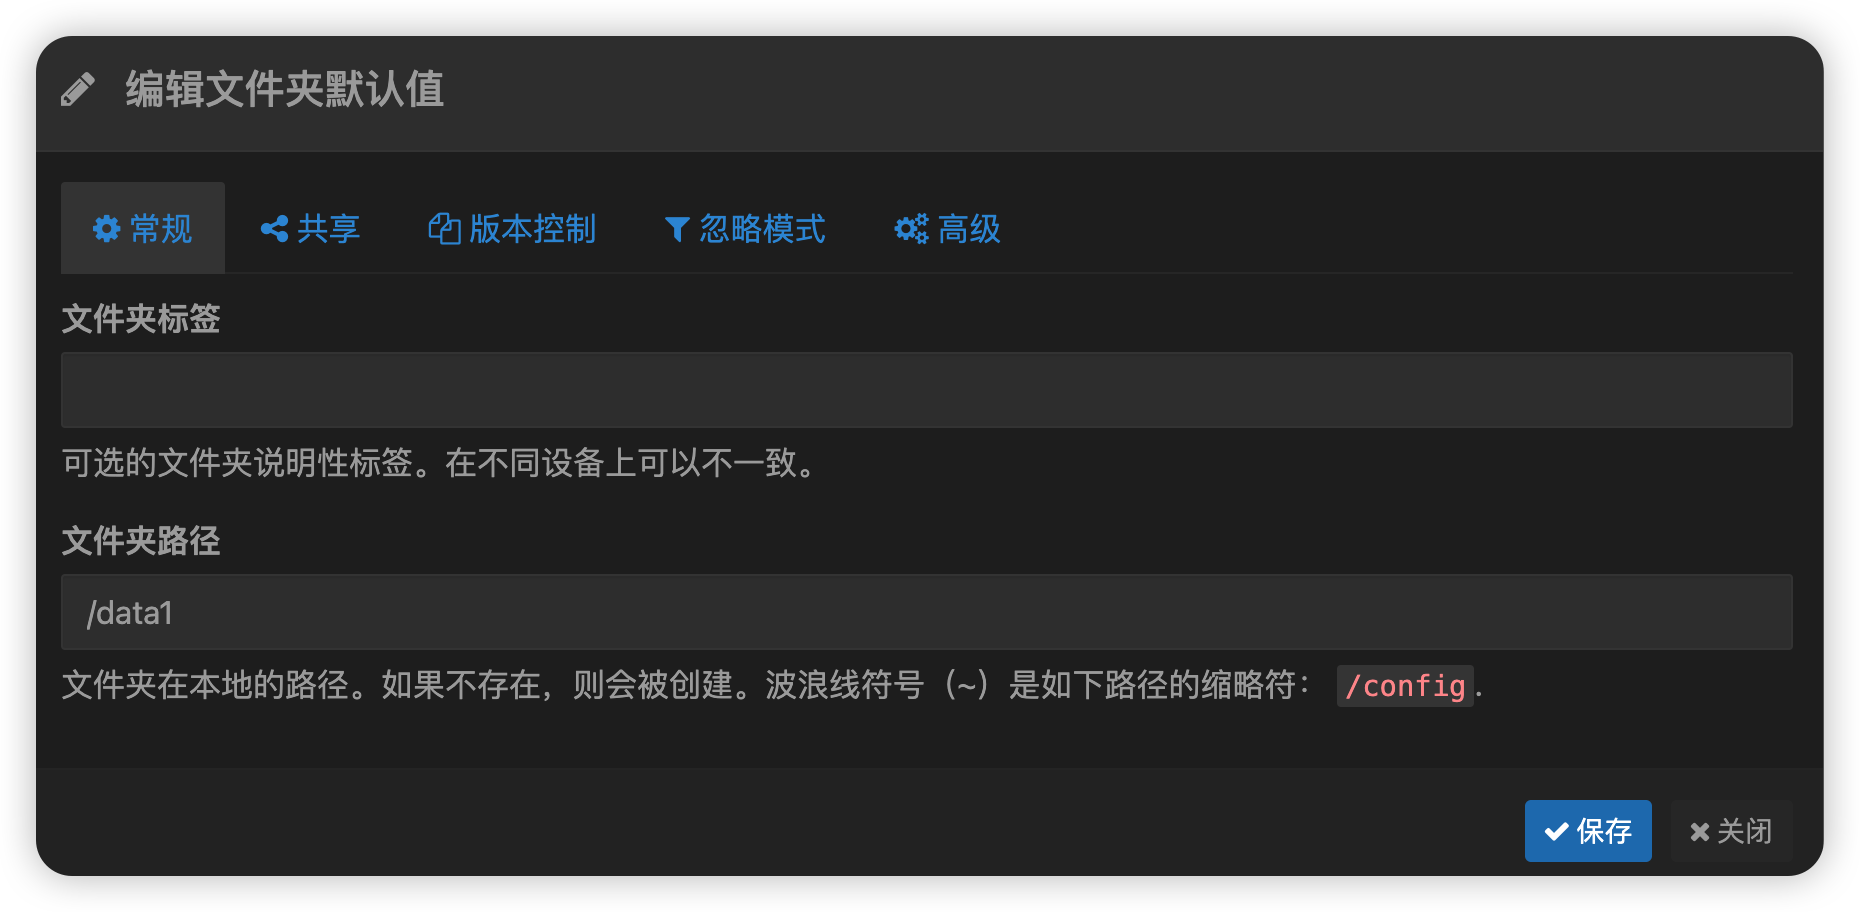 编辑文件夹默认值
常规 共享 版本控制 忽略模式 高级
文件夹标签
可选的文件夹说明性标签。在不同设备上可以不一致。
文件夹路径
/data1
文件夹在本地的路径。如果不存在，则会被创建。波浪线符号（~）是如下路径的缩略符： /config.
保存 关闭